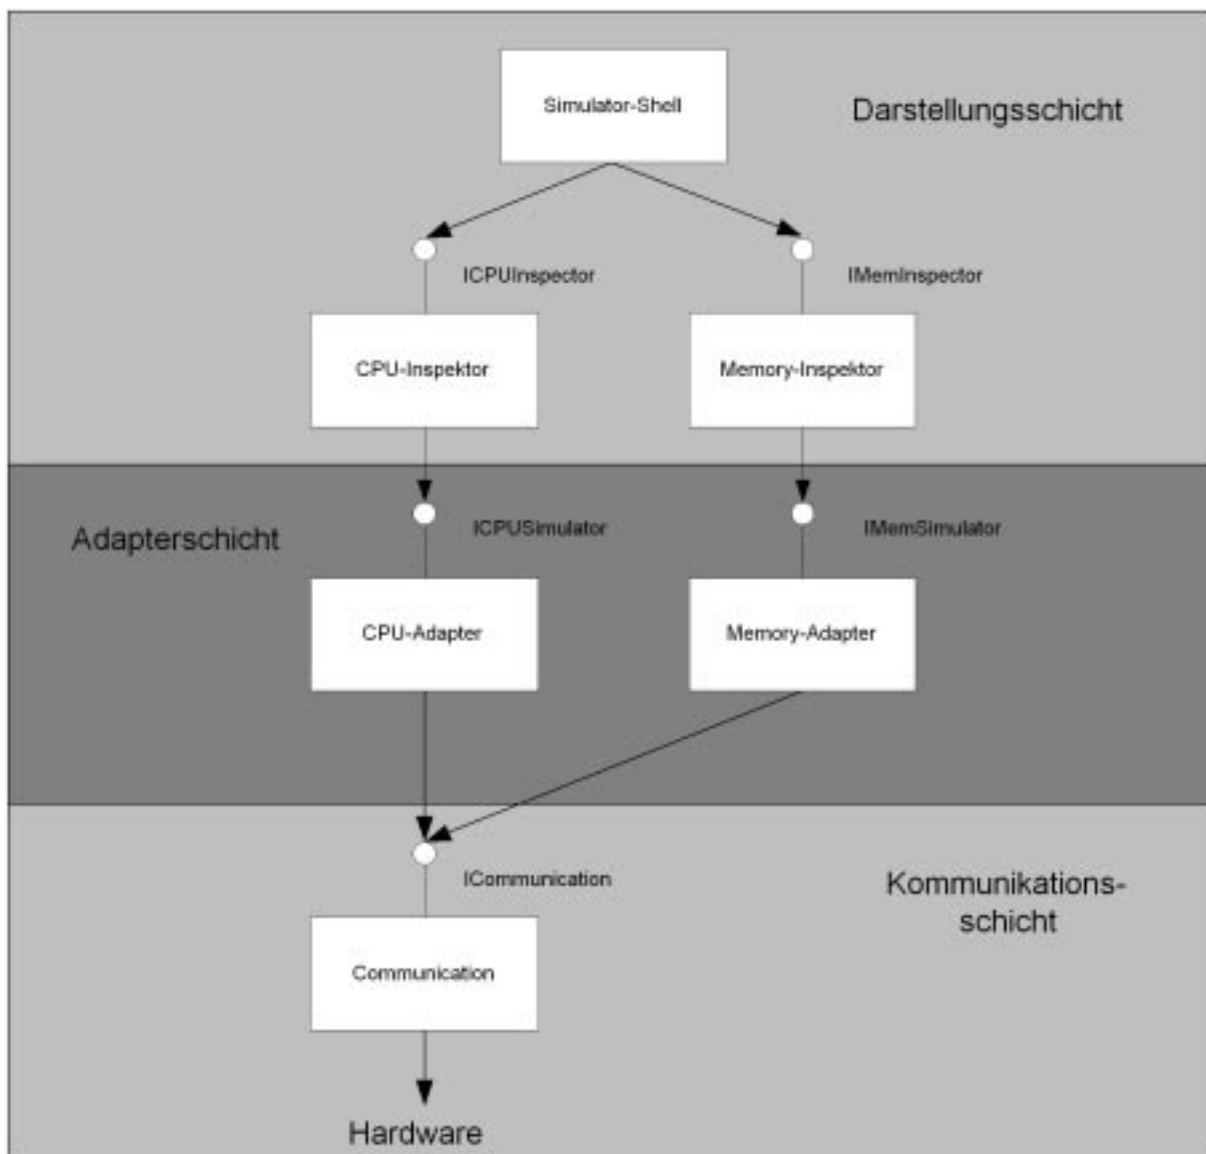 Simulator-Shell
Darstellungsschicht
ICPUInspector
IMemInspector
CPU-Inspektor
Memory-Inspektor
Adapterschicht
ICPUSimulator
IMemSimulator
CPU-Adapter
Memory-Adapter
ICommunication
Kommunikations-
schicht
Communication
Hardware